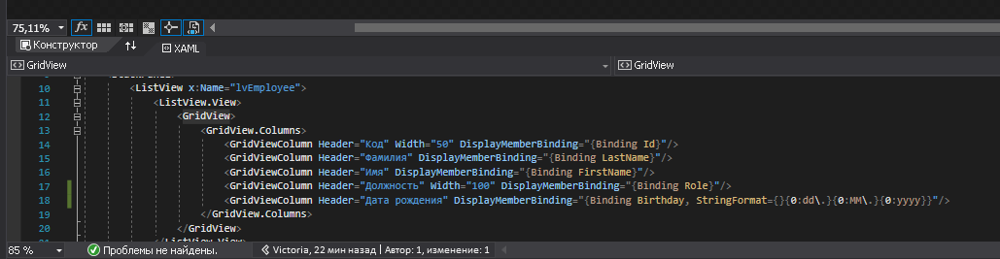 75,11%
fx
Конструктор
XAML
GridView
GridView
10 <ListView x:Name="lvEmployee">
11 <ListView.View>
12 <GridView>
13 <GridView.Columns>
14 <GridViewColumn Header="Код" Width="50" DisplayMemberBinding="{Binding Id}"/>
15 <GridViewColumn Header="Фамилия" DisplayMemberBinding="{Binding LastName}"/>
16 <GridViewColumn Header="Имя" DisplayMemberBinding="{Binding FirstName}"/>
17 <GridViewColumn Header="Должность" Width="100" DisplayMemberBinding="{Binding Role}"/>
18 <GridViewColumn Header="Дата рождения" DisplayMemberBinding="{Binding Birthday, StringFormat={}{0:dd\.}{0:MM\.}{0:yyyy}}"/>
19 </GridView.Columns>
20 </GridView>
21 </ListView.View>
85 %
Проблемы не найдены.
Victoria, 22 мин назад | Автор: 1, изменение: 1